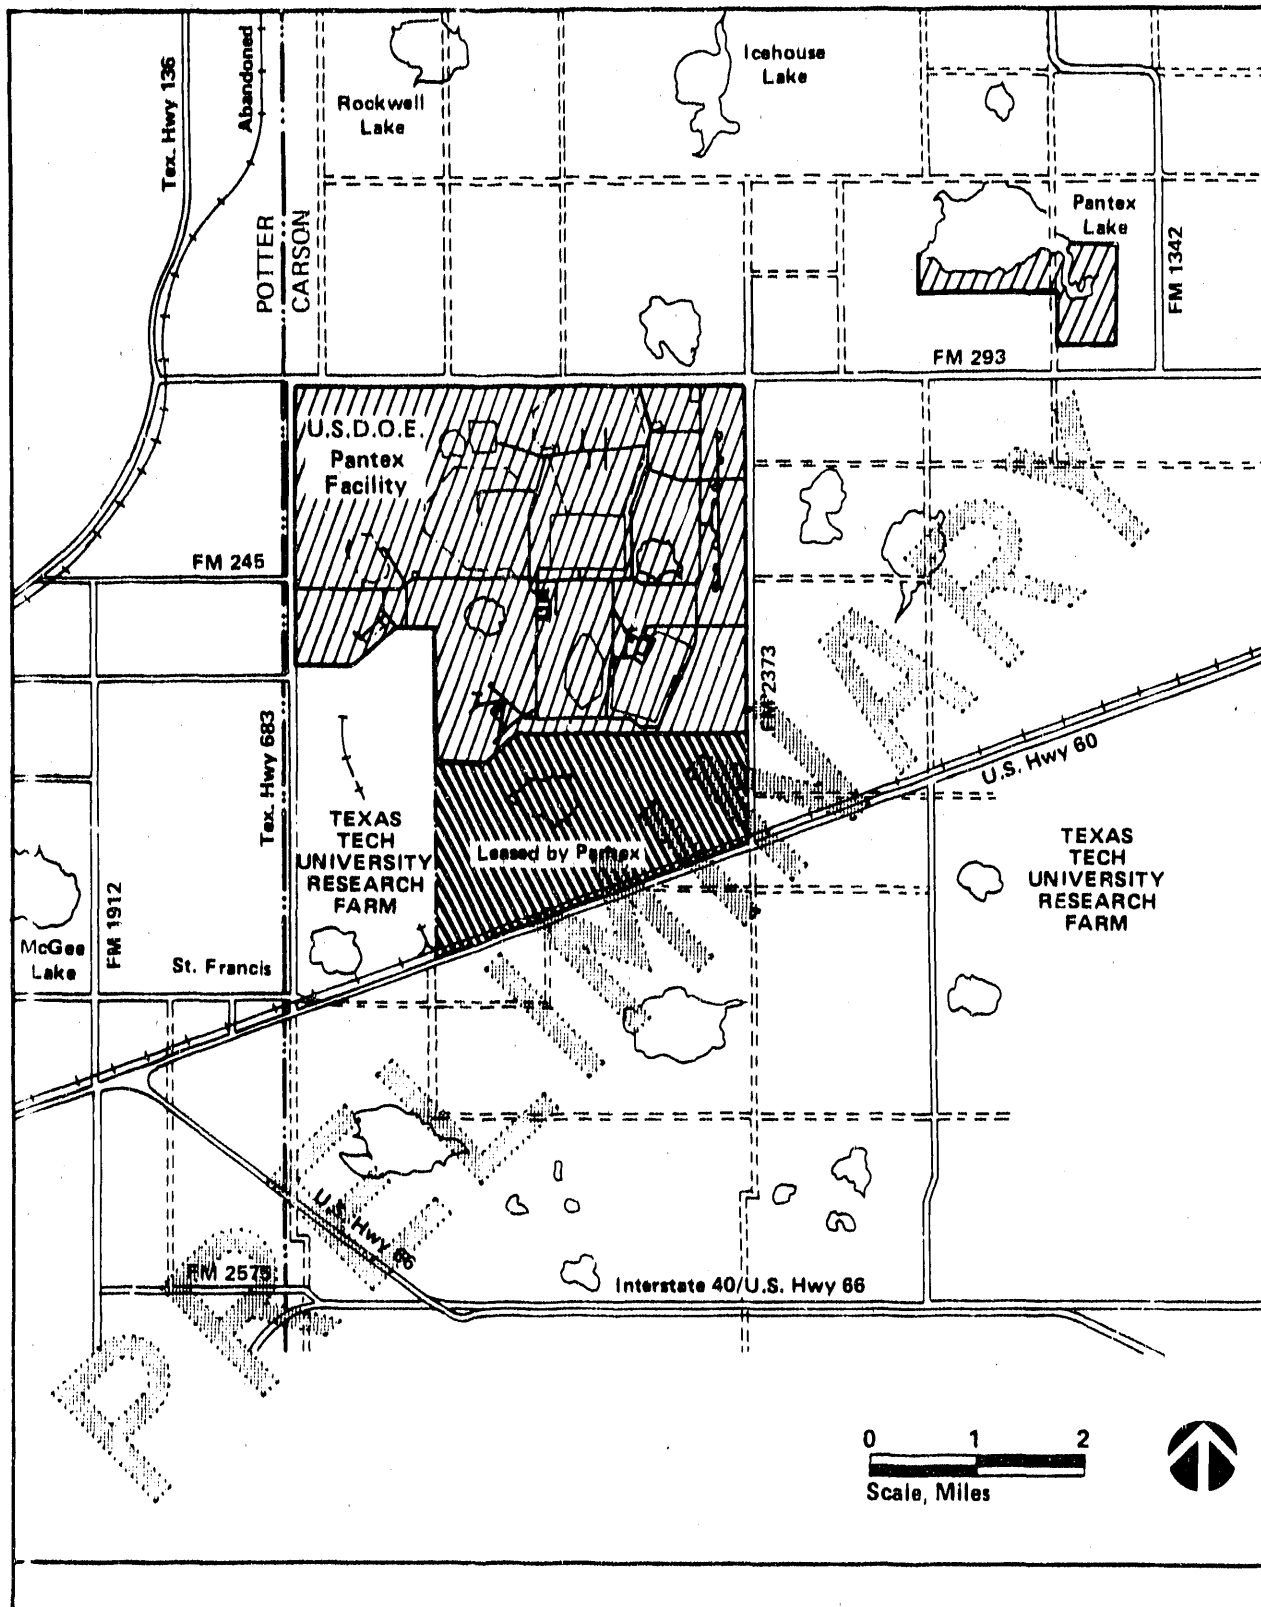 Tex. Hwy 136
Abandoned
Rockwell
Lake
Icehouse
Lake
POTTER
CARSON
Pantex
Lake
FM 1342
FM 293
U.S.D.O.E.
Pantex
Facility
FM 245
FM 2373
Tex. Hwy 683
U.S. Hwy 60
TEXAS
TECH
UNIVERSITY
RESEARCH
FARM
Leased by Pantex
TEXAS
TECH
UNIVERSITY
RESEARCH
FARM
McGee
Lake
FM 1912
St. Francis
U.S. Hwy 66
FM 2575
Interstate 40/U.S. Hwy 66
PRELIMINARY
0 1 2
Scale, Miles